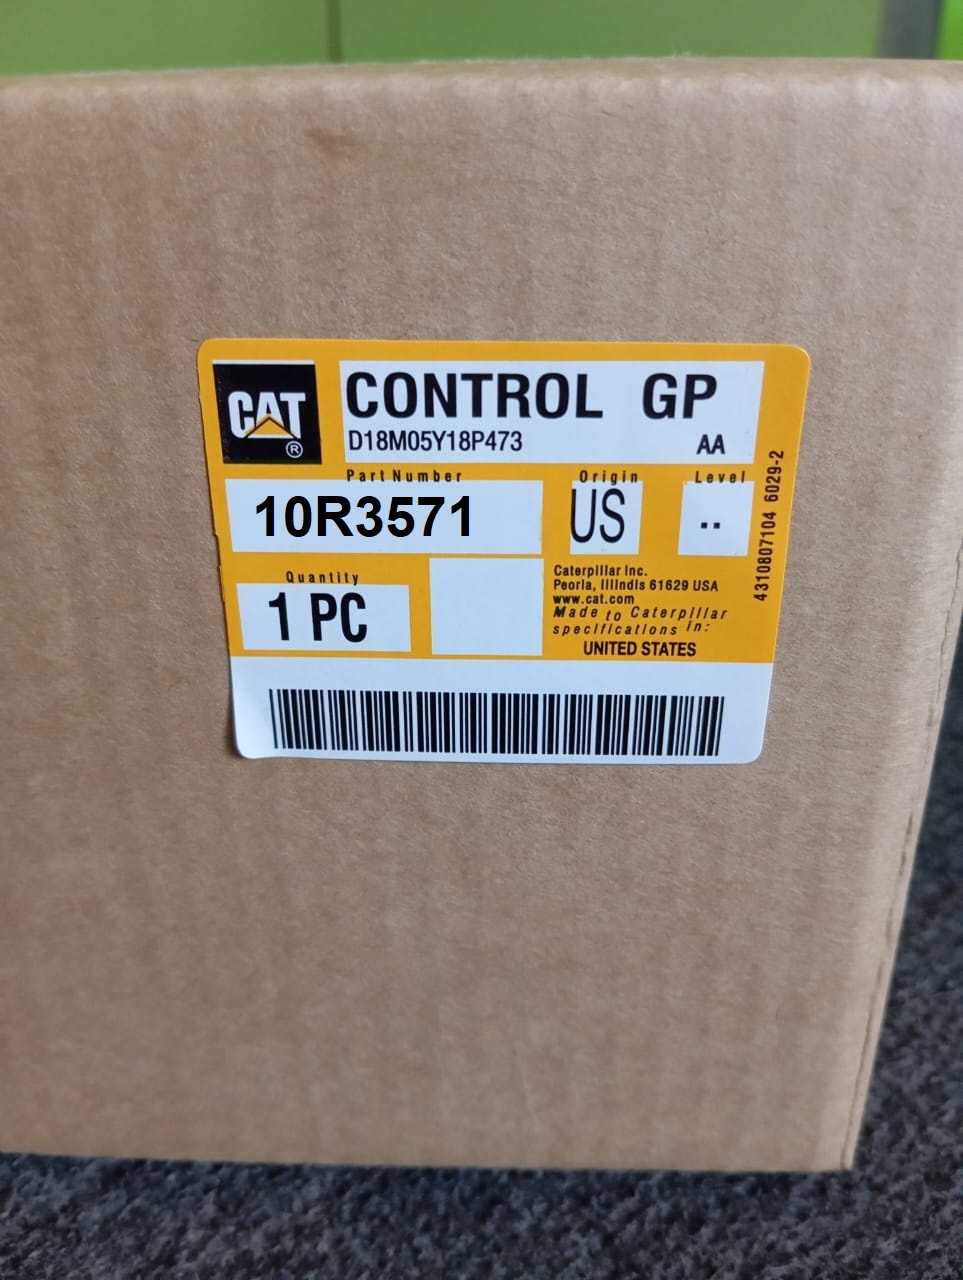 CAT
®
CONTROL GP
D18M05Y18P473
AA
Part Number
Origin
Level
10R3571
US
..
4310807104 6029-2
Quantity
1 PC
Caterpillar Inc.
Peoria, Illlndis 61629 USA
www.cat.com
Made to Caterpillar
specifications in:
UNITED STATES